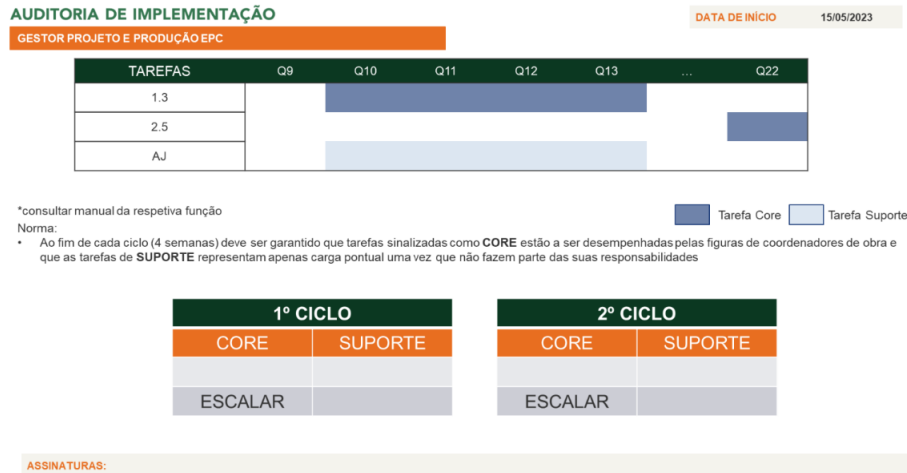 AUDITORIA DE IMPLEMENTAÇÃO
DATA DE INÍCIO 15/05/2023
GESTOR PROJETO E PRODUÇÃO EPC
TAREFAS Q9 Q10 Q11 Q12 Q13 ... Q22
1.3
2.5
AJ
*consultar manual da respetiva função
Tarefa Core Tarefa Suporte
Norma:
• Ao fim de cada ciclo (4 semanas) deve ser garantido que tarefas sinalizadas como CORE estão a ser desempenhadas pelas figuras de coordenadores de obra e
que as tarefas de SUPORTE representam apenas carga pontual uma vez que não fazem parte das suas responsabilidades
1º CICLO 2º CICLO
CORE SUPORTE CORE SUPORTE
ESCALAR ESCALAR
ASSINATURAS: